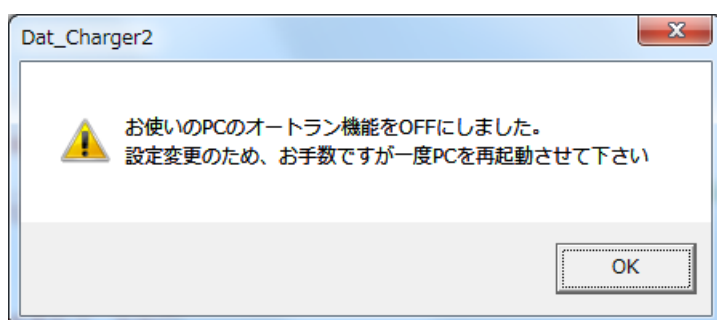 Dat_Charger2
お使いのPCのオートラン機能をOFFにしました。
設定変更のため、お手数ですが一度PCを再起動させて下さい
OK